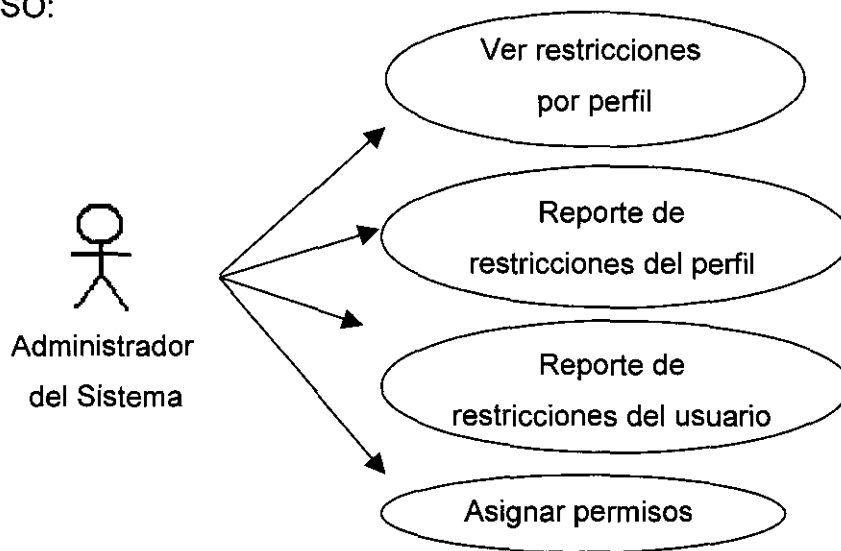 SO:
Ver restricciones
por perfil
Reporte de
restricciones del perfil
Administrador
del Sistema
Reporte de
restricciones del usuario
Asignar permisos